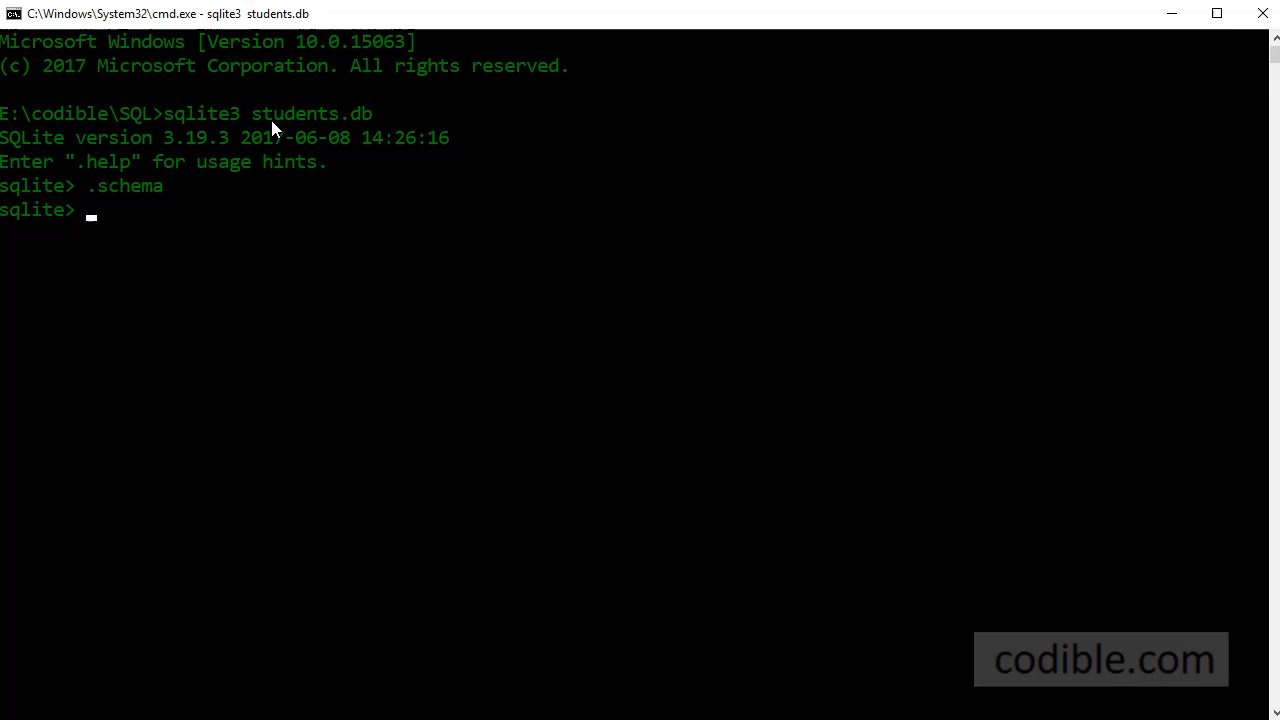 C:\Windows\System32\cmd.exe - sqlite3 students.db
Microsoft Windows [Version 10.0.15063]
(c) 2017 Microsoft Corporation. All rights reserved.
E:\codible\SQL>sqlite3 students.db
SQLite version 3.19.3 2017-06-08 14:26:16
Enter ".help" for usage hints.
sqlite> .schema
sqlite>
codible.com